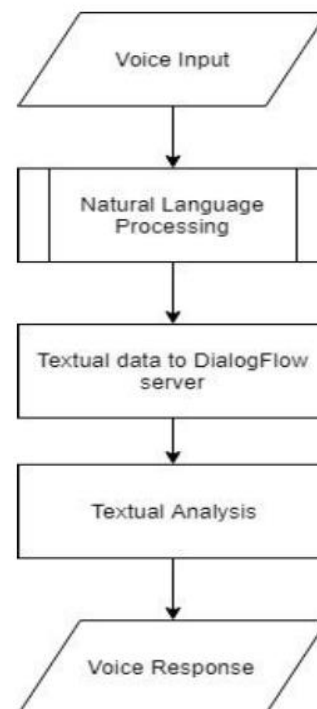 Voice Input
Natural Language
Processing
Textual data to DialogFlow
server
Textual Analysis
Voice Response